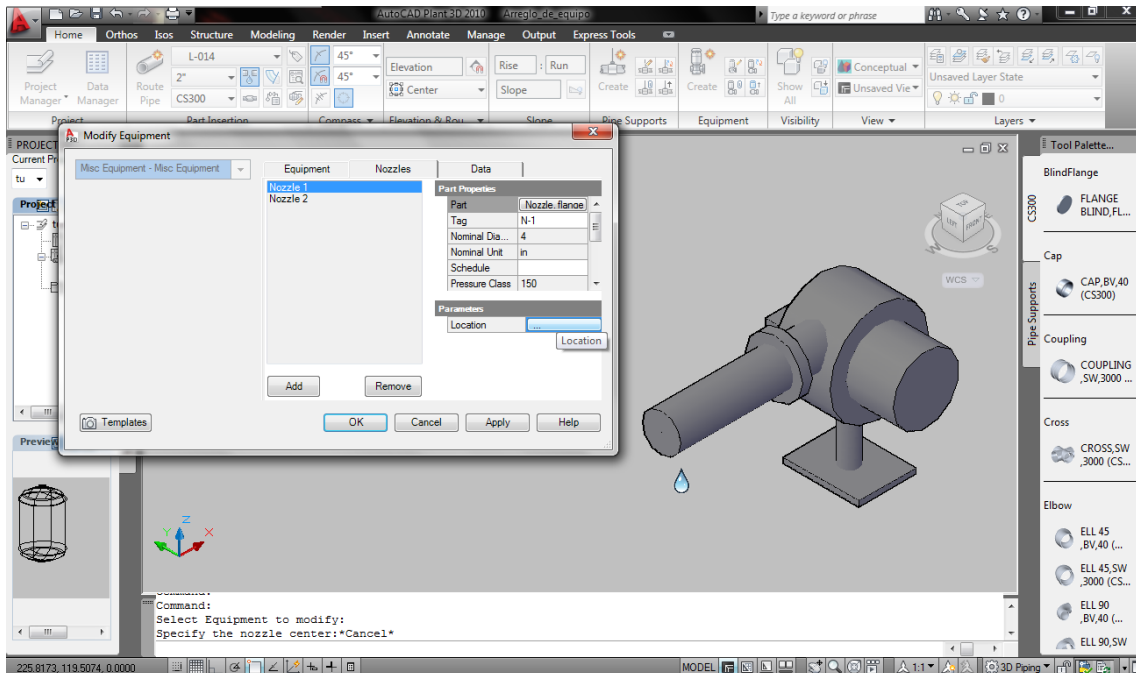 AutoCAD Plant 3D 2010 Arreglo_de_equipo
Type a keyword or phrase
Home Orthos Isos Structure Modeling Render Insert Annotate Manage Output Express Tools
L-014
45°
Elevation
Rise : Run
Conceptual
Unsaved Layer State
2"
45°
Project Manager
Data Manager
Route Pipe
CS300
Center
Slope
Create
Create
Show All
Unsaved Vie
0
Project Part Insertion Compass Elevation & Rou Slope Pipe Supports Equipment Visibility View Layers
PROJECT
Current Pr
tu
Project
Modify Equipment
Misc Equipment - Misc Equipment
Equipment Nozzles Data
Nozzle 1
Nozzle 2
Part Properties
Part Nozzle, flange
Tag N-1
Nominal Dia... 4
Nominal Unit in
Schedule
Pressure Class 150
Parameters
Location ...
Location
Add Remove
Templates
OK Cancel Apply Help
Preview
TOP
LEFT
FRONT
N
S
WCS
Z
Y
X
Tool Palette...
CS300
Pipe Supports
BlindFlange
FLANGE
BLIND,FL...
Cap
CAP,BV,40
(CS300)
Coupling
COUPLING
,SW,3000 ...
Cross
CROSS,SW
,3000 (CS...
Elbow
ELL 45
,BV,40 (...
ELL 45,SW
,3000 (CS...
ELL 90
,BV,40 (...
ELL 90,SW
Command:
Command:
Select Equipment to modify:
Specify the nozzle center:*Cancel*
225.8173, 119.5074, 0.0000
MODEL
1:1
3D Piping